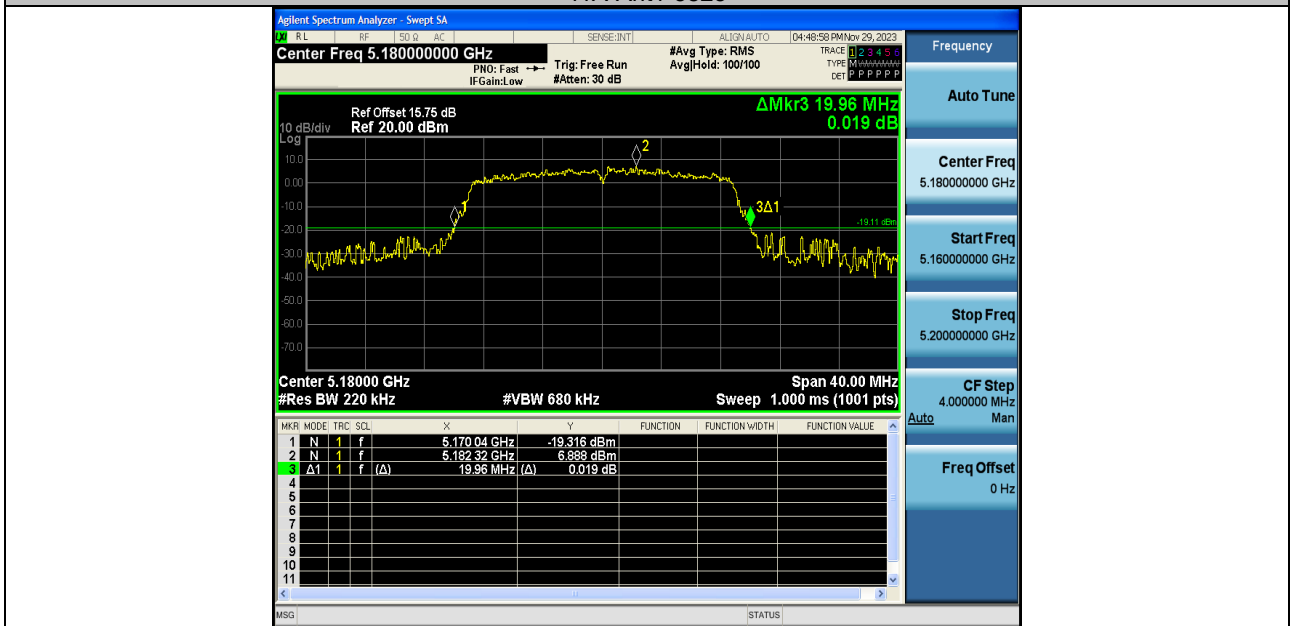 Agilent Spectrum Analyzer - Swept SA
RL RF 50 Ω AC SENSE:INT ALIGN AUTO 04:48:58 PM Nov 29, 2023
Center Freq 5.180000000 GHz
PNO: Fast
IFGain:Low
Trig: Free Run
#Atten: 30 dB
#Avg Type: RMS
Avg|Hold: 100/100
TRACE 1 2 3 4 5 6
TYPE M
DET P P P P P P
Ref Offset 15.75 dB
10 dB/div Ref 20.00 dBm
Log
ΔMkr3 19.96 MHz
0.019 dB
10.0
0.00
-10.0
-20.0
-30.0
-40.0
-50.0
-60.0
-70.0
1
2
3Δ1
-19.11 dBm
Center 5.18000 GHz Span 40.00 MHz
#Res BW 220 kHz #VBW 680 kHz Sweep 1.000 ms (1001 pts)
MKR MODE TRC SCL X Y FUNCTION FUNCTION WIDTH FUNCTION VALUE
1 N 1 f 5.170 04 GHz -19.316 dBm
2 N 1 f 5.182 32 GHz 6.888 dBm
3 Δ1 1 f (Δ) 19.96 MHz (Δ) 0.019 dB
4
5
6
7
8
9
10
11
MSG STATUS
Frequency
Auto Tune
Center Freq
5.180000000 GHz
Start Freq
5.160000000 GHz
Stop Freq
5.200000000 GHz
CF Step
4.000000 MHz
Auto Man
Freq Offset
0 Hz